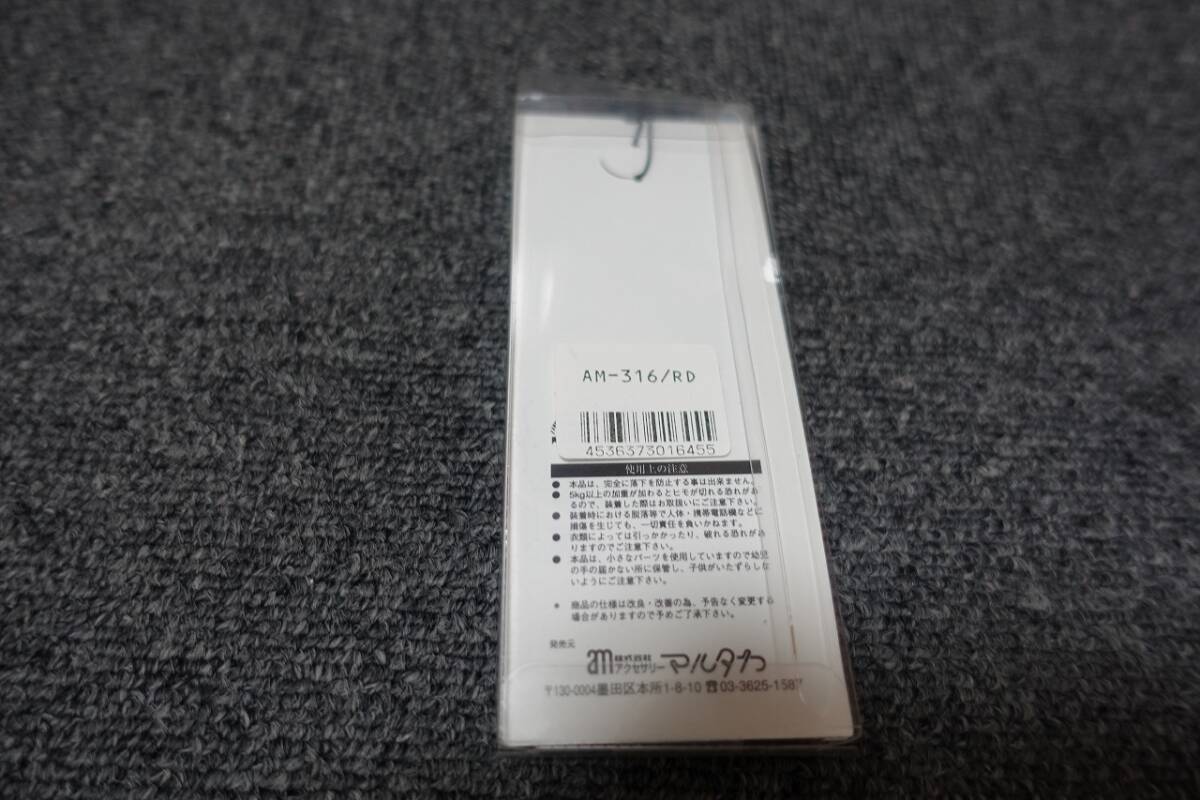 AM-316/RD
4536373016455
使用上の注意
● 本品は、完全に落下を防止する事は出来ません。
● 5kg以上の加重が加わるとヒモが切れる恐れがあ
るので、装着した際はお取扱いにご注意下さい。
● 装着時における脱落等で人体・携帯電話機などに
損傷を生じても、一切責任を負いかねます。
● 衣類によっては引っかかったり、破れる恐れがあ
りますのでご注意下さい。
● 本品は、小さなパーツを使用していますので幼児
の手の届かない所に保管し、子供がいたずらしな
いようにご注意下さい。
* 商品の仕様は改良・改善の為、予告なく変更する
場合がありますので予めご了承下さい。
発売元
am 株式会社
アクセサリー マルタカ
〒130-0004墨田区本所1-8-10 ☎03-3625-1587